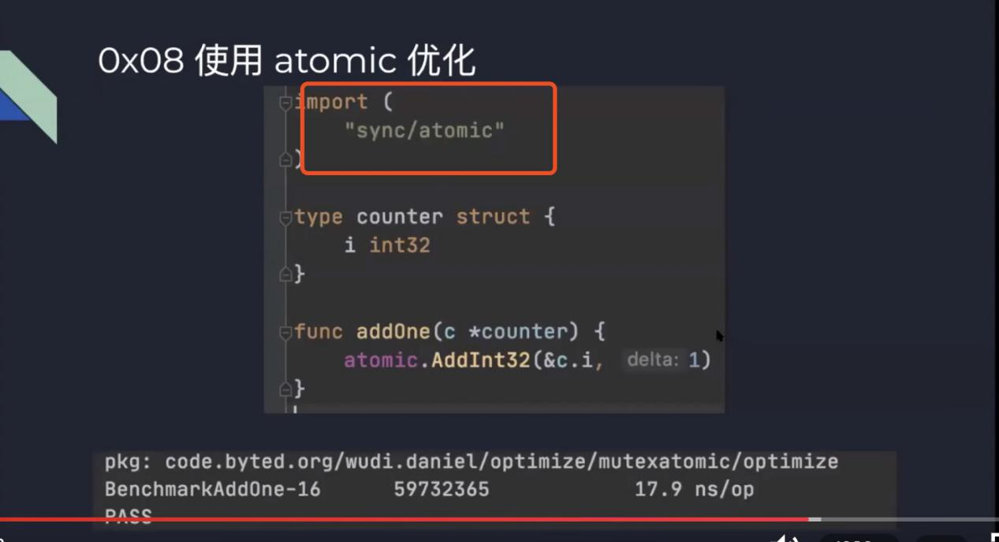 0x08 使用 atomic 优化
import (
"sync/atomic"
)
type counter struct {
i int32
}
func addOne(c *counter) {
atomic.AddInt32(&c.i, delta: 1)
}
pkg: code.byted.org/wudi.daniel/optimize/mutexatomic/optimize
BenchmarkAddOne-16 59732365 17.9 ns/op
PASS